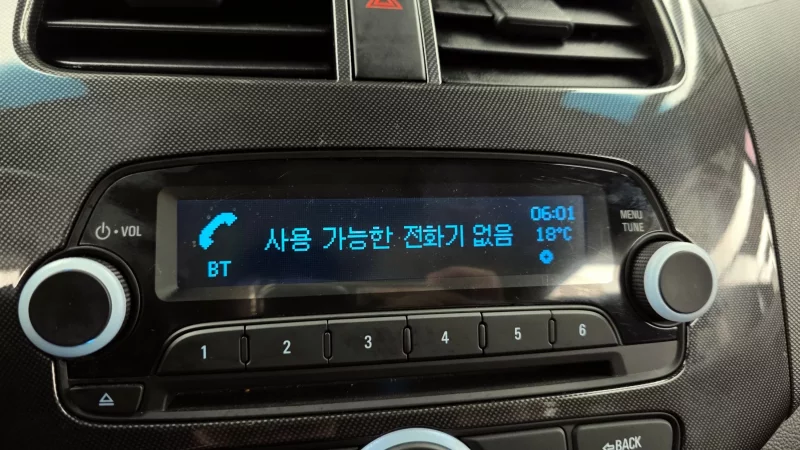 06:01
사용 가능한 전화기 없음
18°C
BT
VOL
MENU
TUNE
1 2 3 4 5 6
BACK